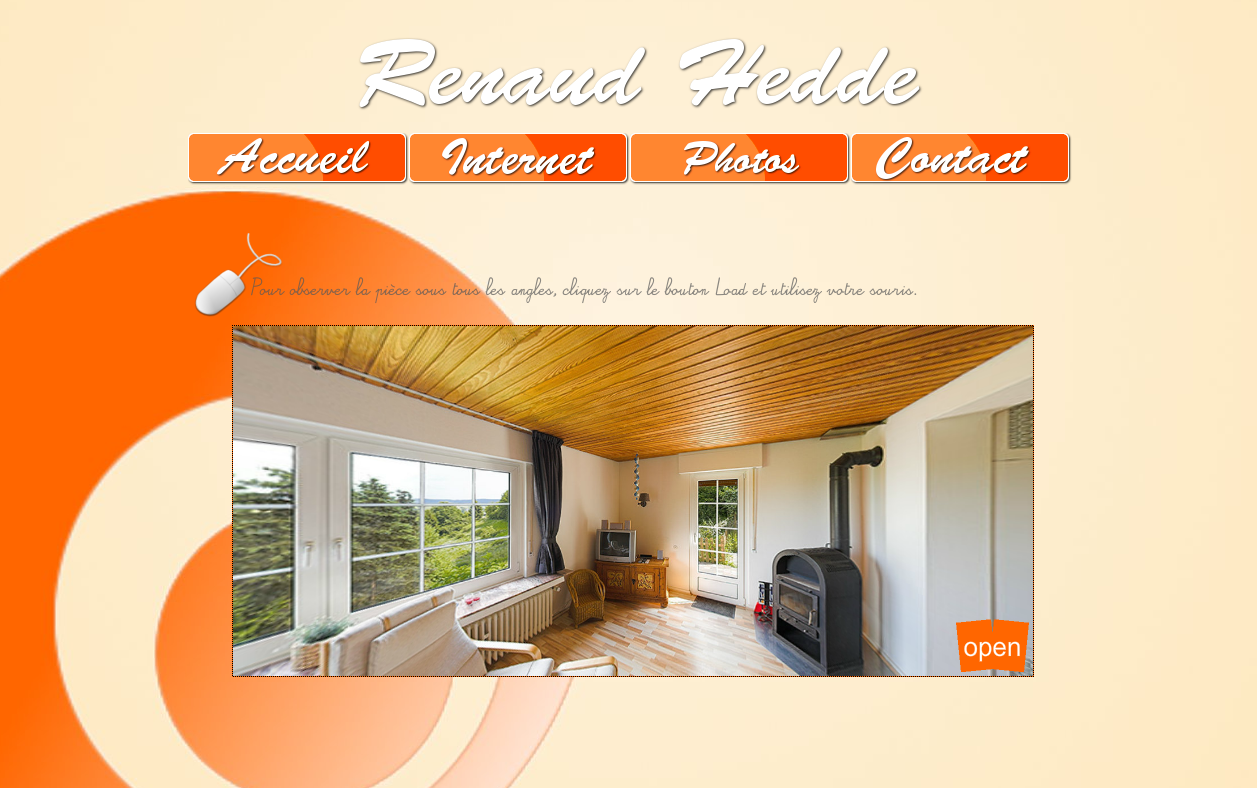 Renaud Hedde
Accueil Internet Photos Contact
Pour observer la pièce sous tous les angles, cliquez sur le bouton Load et utilisez votre souris.
open